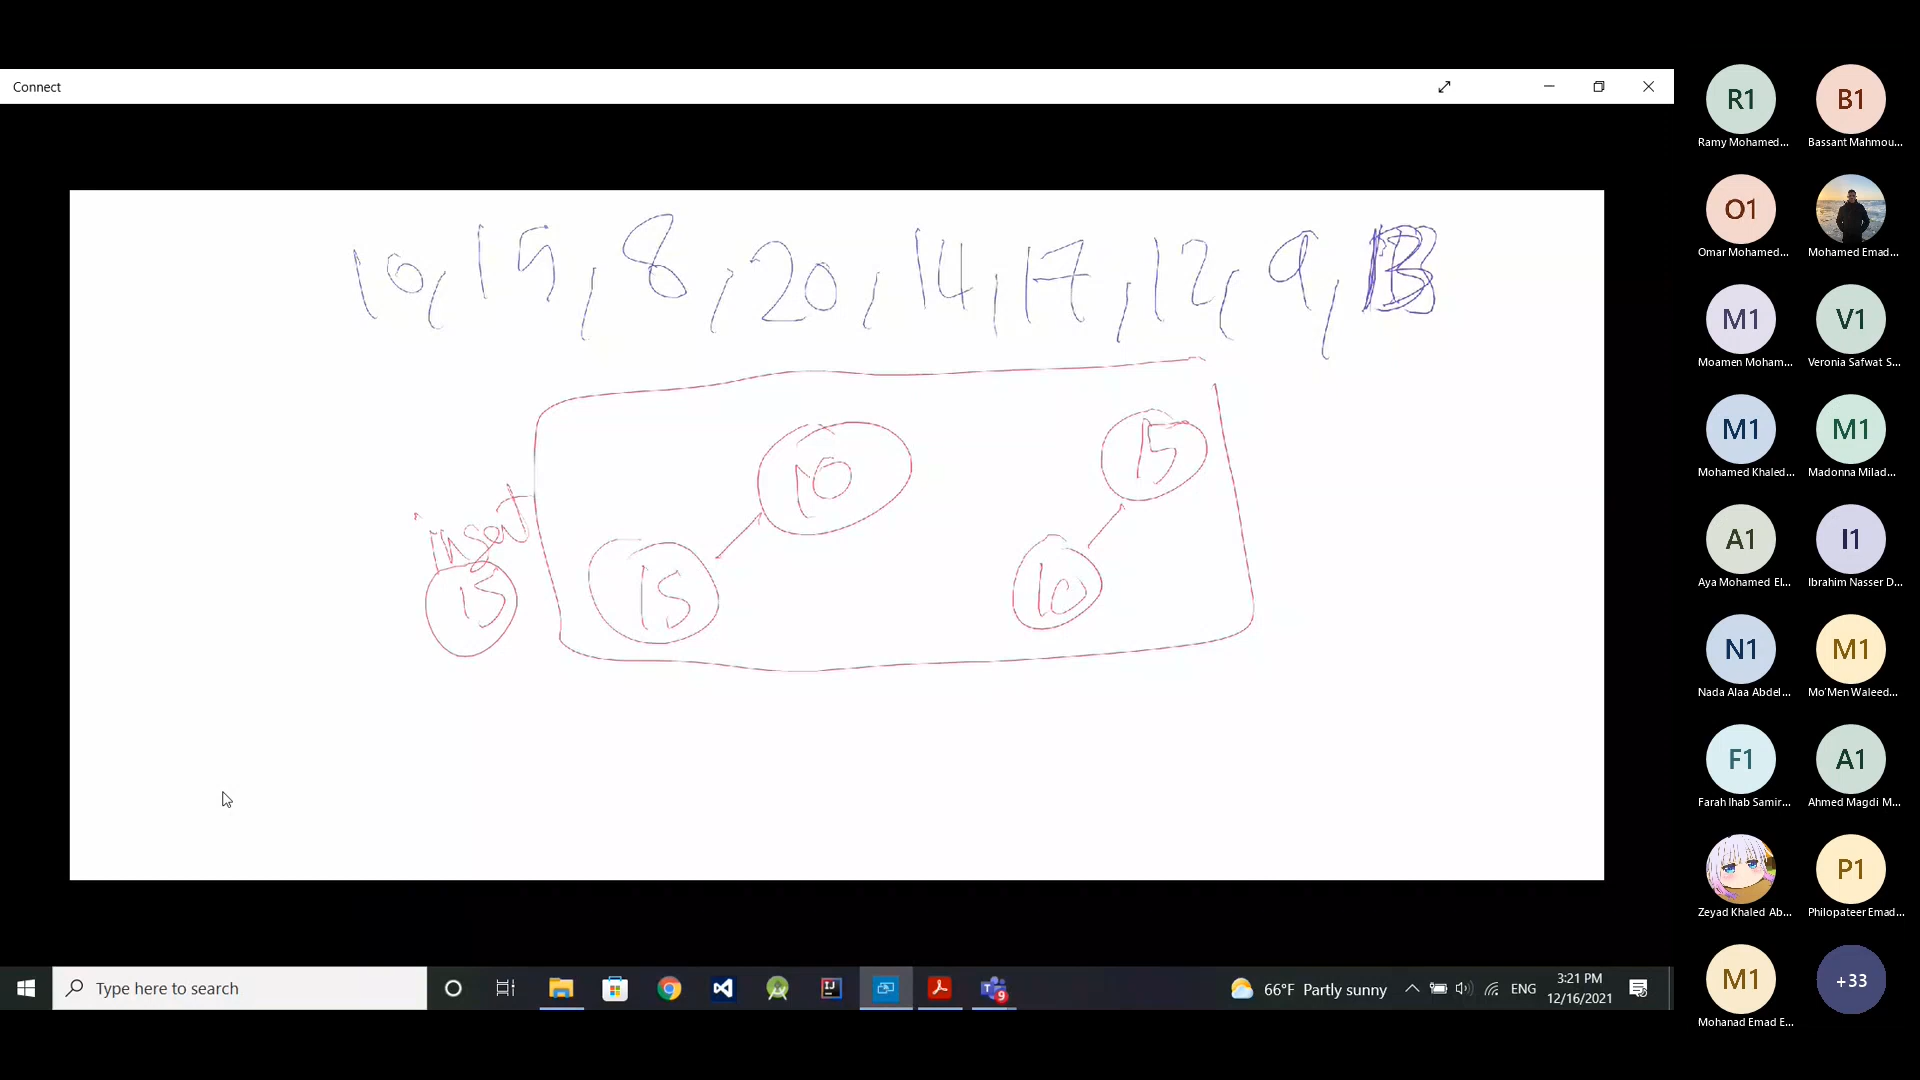 Connect
10, 15, 8, 20, 14, 17, 12, 9, 13
10
15
15
10
insert
15
R1
B1
Ramy Mohamed...
Bassant Mahmou...
O1
Omar Mohamed...
Mohamed Emad...
M1
V1
Moamen Moham...
Veronia Safwat S...
M1
M1
Mohamed Khaled...
Madonna Milad...
A1
I1
Aya Mohamed El...
Ibrahim Nasser D...
N1
M1
Nada Alaa Abdel...
Mo'Men Waleed...
F1
A1
Farah Ihab Samir...
Ahmed Magdi M...
P1
Zeyad Khaled Ab...
Philopateer Emad...
M1
+33
Mohanad Emad E...
Type here to search
9
66°F Partly sunny
ENG
3:21 PM
12/16/2021